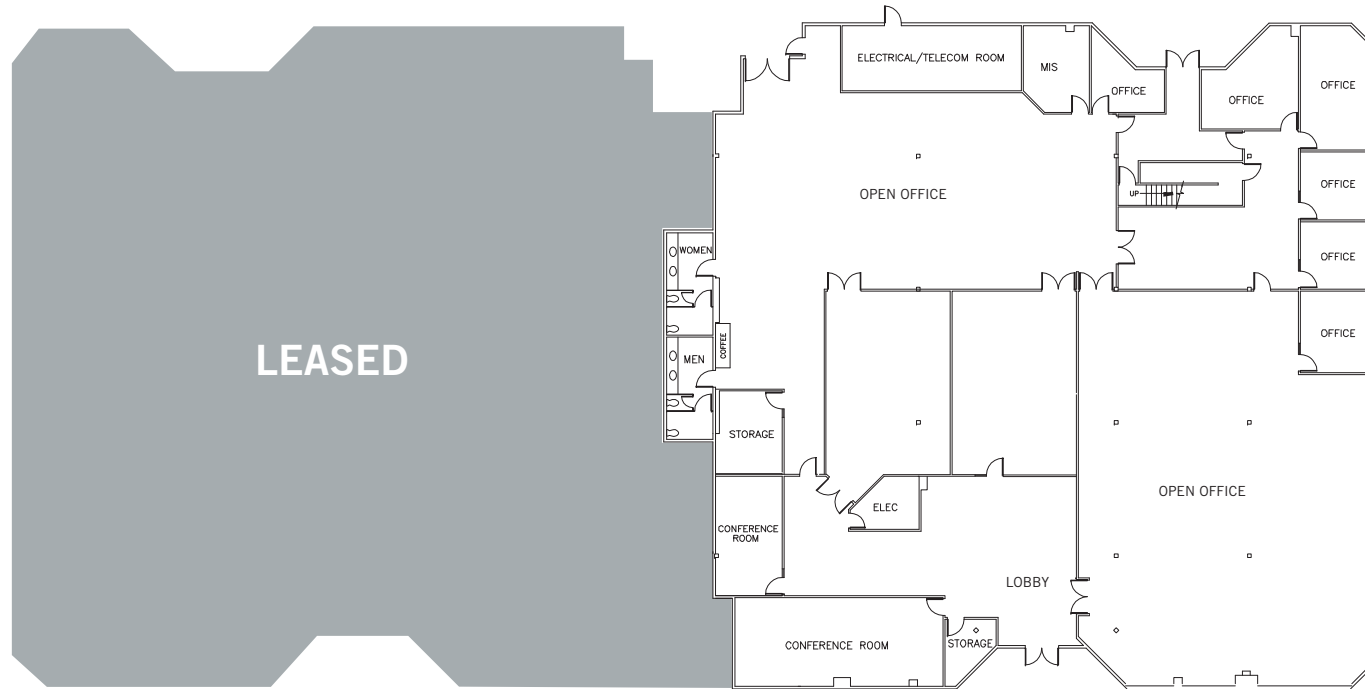 ELECTRICAL/TELECOM ROOM
MIS
OFFICE
OFFICE
OFFICE
OPEN OFFICE
UP
OFFICE
WOMEN
OFFICE
COFFEE
OFFICE
LEASED
MEN
STORAGE
OPEN OFFICE
ELEC
CONFERENCE
ROOM
LOBBY
CONFERENCE ROOM
STORAGE